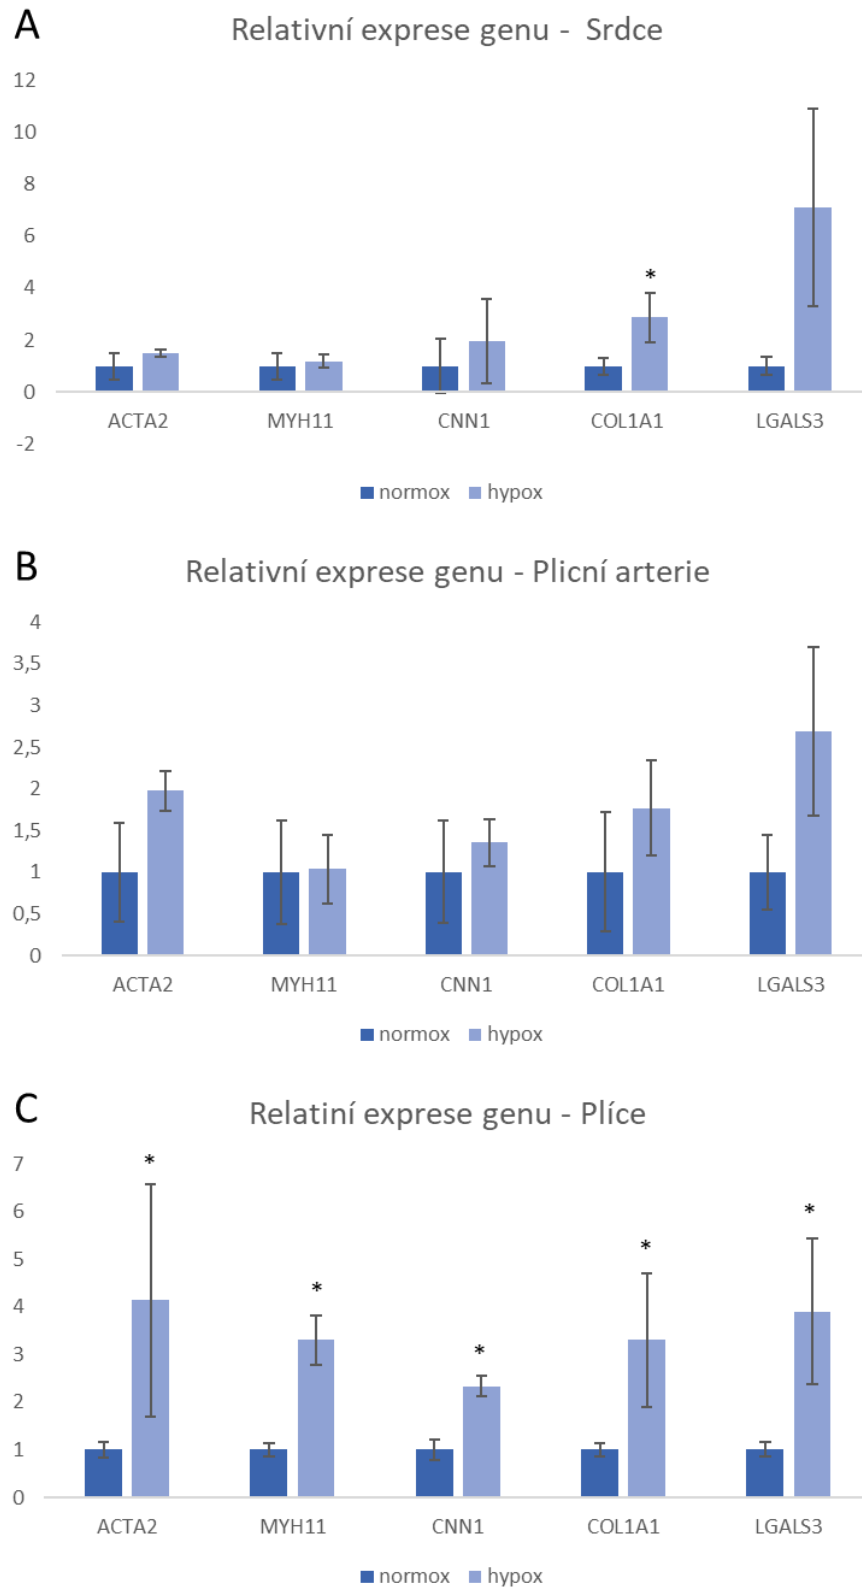 A
Relativní exprese genu -  Srdce
12
10
8
6
4
2
0
-2
*
ACTA2 MYH11 CNN1 COL1A1 LGALS3
normox hypox
B
Relativní exprese genu - Plicní arterie
4
3,5
3
2,5
2
1,5
1
0,5
0
ACTA2 MYH11 CNN1 COL1A1 LGALS3
normox hypox
C
Relatiní exprese genu - Plíce
7
6
5
4
3
2
1
0
* * * * *
ACTA2 MYH11 CNN1 COL1A1 LGALS3
normox hypox